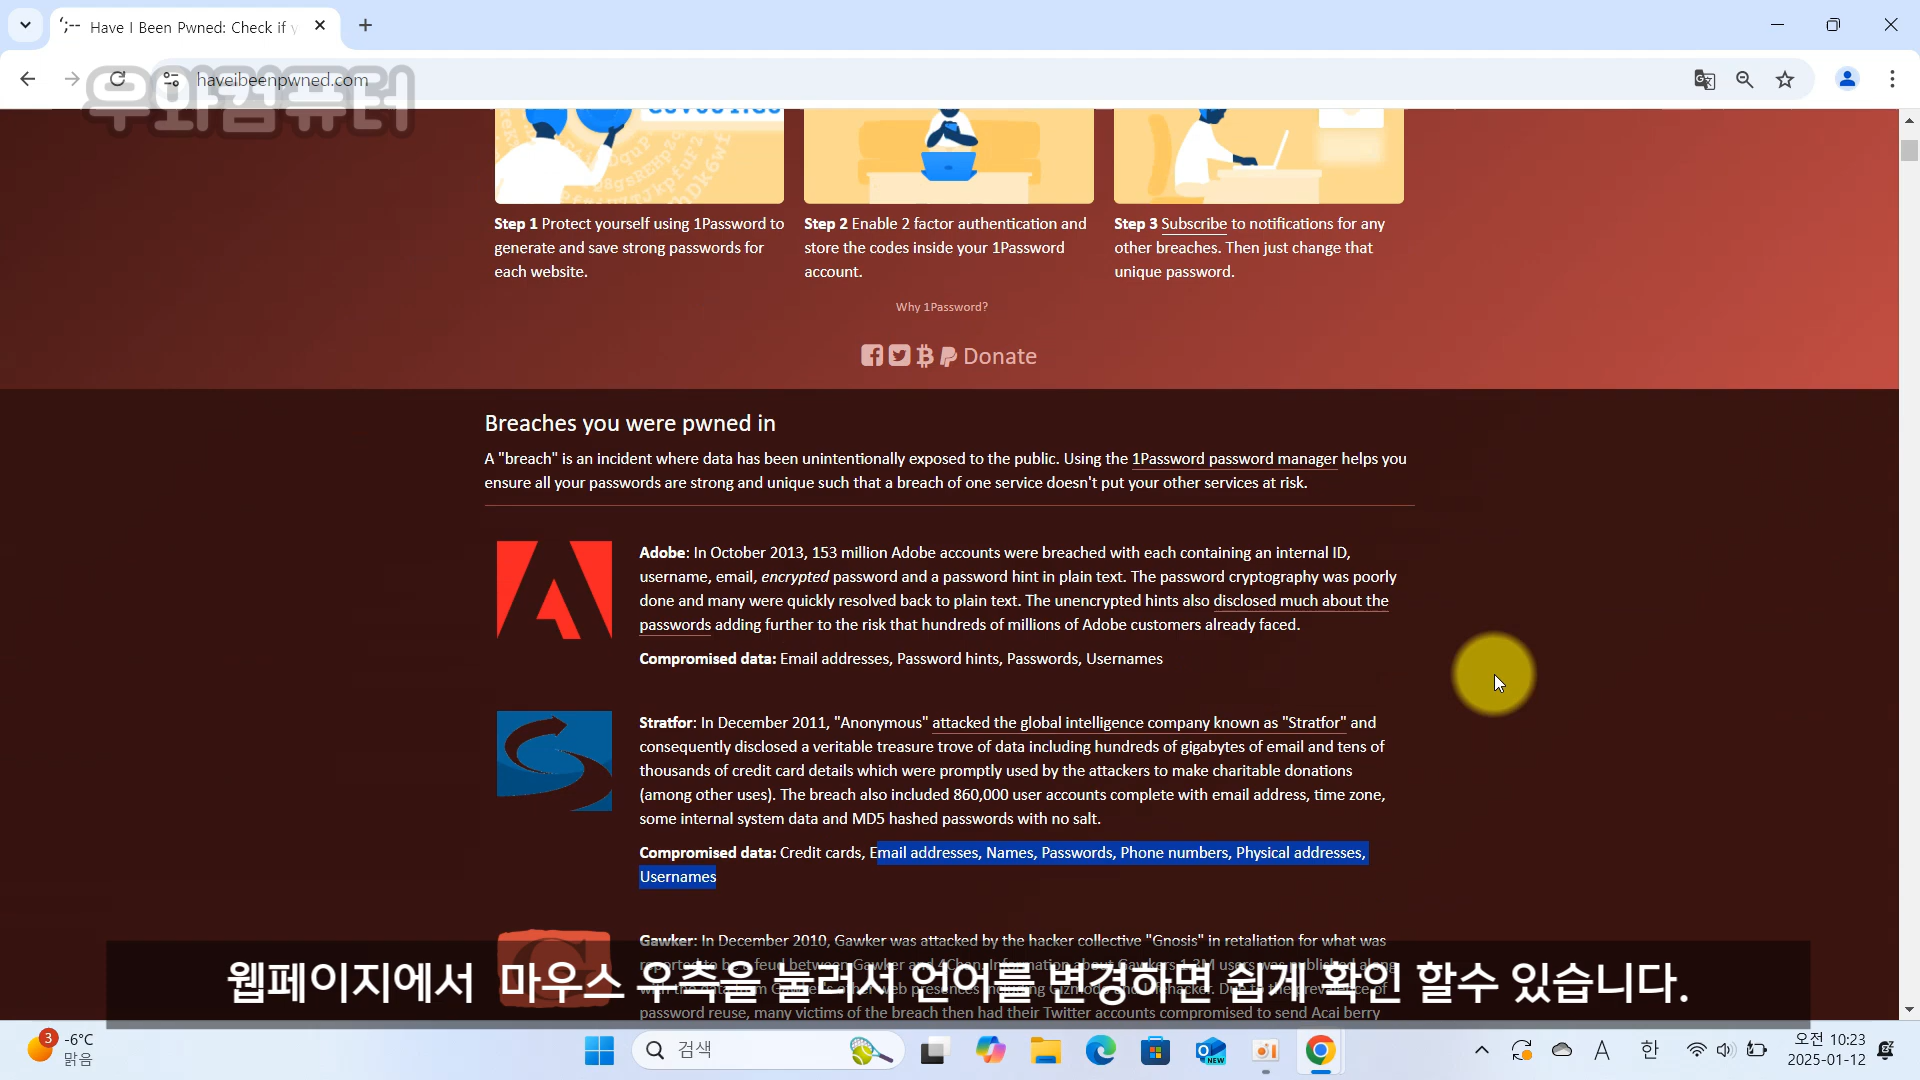 Have I Been Pwned: Check if y
haveibeenpwned.com
우와컴퓨터
Step 1 Protect yourself using 1Password to
generate and save strong passwords for
each website.
Step 2 Enable 2 factor authentication and
store the codes inside your 1Password
account.
Step 3 Subscribe to notifications for any
other breaches. Then just change that
unique password.
Why 1Password?
Donate
Breaches you were pwned in
A "breach" is an incident where data has been unintentionally exposed to the public. Using the 1Password password manager helps you
ensure all your passwords are strong and unique such that a breach of one service doesn't put your other services at risk.
Adobe: In October 2013, 153 million Adobe accounts were breached with each containing an internal ID,
username, email, encrypted password and a password hint in plain text. The password cryptography was poorly
done and many were quickly resolved back to plain text. The unencrypted hints also disclosed much about the
passwords adding further to the risk that hundreds of millions of Adobe customers already faced.
Compromised data: Email addresses, Password hints, Passwords, Usernames
Stratfor: In December 2011, "Anonymous" attacked the global intelligence company known as "Stratfor" and
consequently disclosed a veritable treasure trove of data including hundreds of gigabytes of email and tens of
thousands of credit card details which were promptly used by the attackers to make charitable donations
(among other uses). The breach also included 860,000 user accounts complete with email address, time zone,
some internal system data and MD5 hashed passwords with no salt.
Compromised data: Credit cards, Email addresses, Names, Passwords, Phone numbers, Physical addresses,
Usernames
Gawker: In December 2010, Gawker was attacked by the hacker collective "Gnosis" in retaliation for what was
웹페이지에서 마우스 우측을 눌러서 언어를 변경하면 쉽게 확인 할수 있습니다.
password reuse, many victims of the breach then had their Twitter accounts compromised to send Acai berry
3
-6°C
맑음
검색
NEW
A
한
오전 10:23
2025-01-12